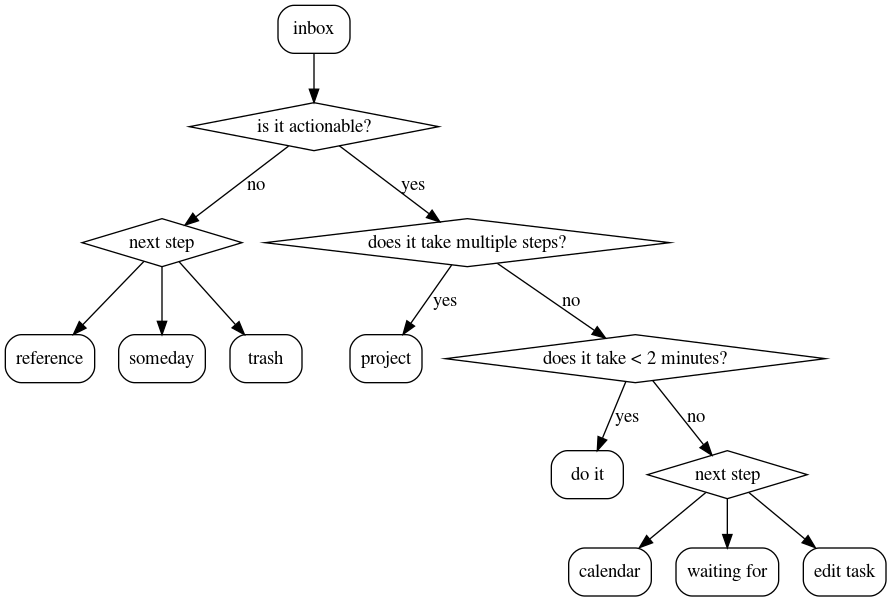 inbox
is it actionable?
no
yes
next step
does it take multiple steps?
yes
no
reference
someday
trash
project
does it take < 2 minutes?
yes
no
do it
next step
calendar
waiting for
edit task